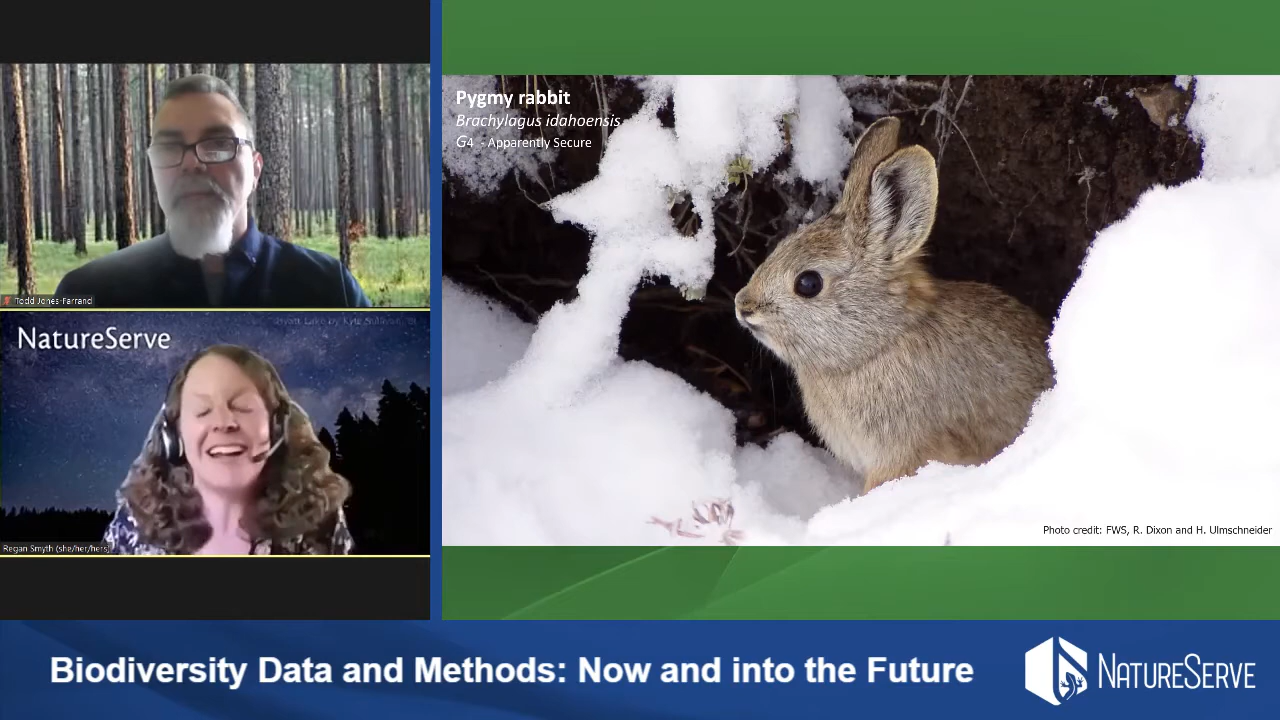 Todd Jones-Farrand
NatureServe
Regan Smyth (she/her/hers)
Pygmy rabbit
Brachylagus idahoensis
G4 - Apparently Secure
Photo credit: FWS, R. Dixon and H. Ulmschneider
Biodiversity Data and Methods: Now and into the Future
NATURESERVE